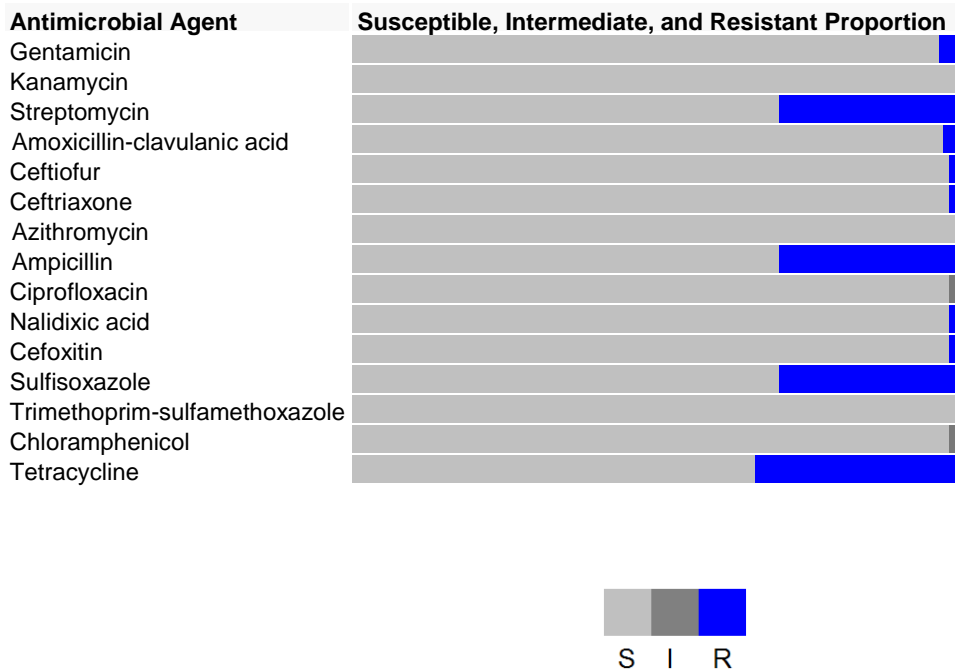 Antimicrobial Agent Susceptible, Intermediate, and Resistant Proportion
Gentamicin
Kanamycin
Streptomycin
Amoxicillin-clavulanic acid
Ceftiofur
Ceftriaxone
Azithromycin
Ampicillin
Ciprofloxacin
Nalidixic acid
Cefoxitin
Sulfisoxazole
Trimethoprim-sulfamethoxazole
Chloramphenicol
Tetracycline
S I R